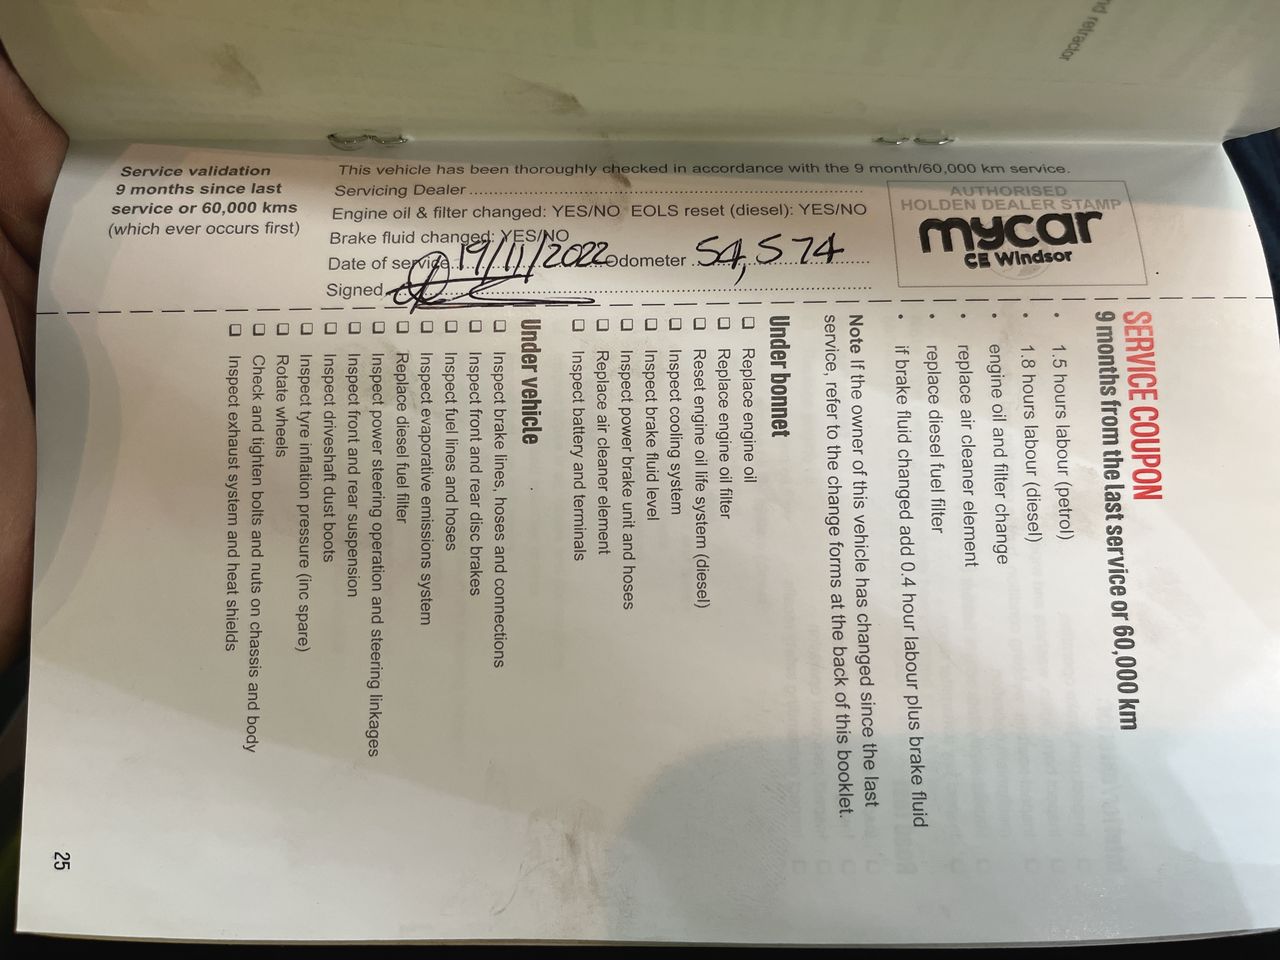 nd retractor
Service validation
9 months since last
service or 60,000 kms
(which ever occurs first)
This vehicle has been thoroughly checked in accordance with the 9 month/60,000 km service.
Servicing Dealer
Engine oil & filter changed: YES/NO EOLS reset (diesel): YES/NO
Brake fluid changed: YES/NO
Date of service 19/11/2022 Odometer 54,574
Signed
AUTHORISED
HOLDEN DEALER STAMP
mycar
CE Windsor
SERVICE COUPON
9 months from the last service or 60,000 km
• 1.5 hours labour (petrol)
• 1.8 hours labour (diesel)
• engine oil and filter change
• replace air cleaner element
• replace diesel fuel filter
• if brake fluid changed add 0.4 hour labour plus brake fluid
Note If the owner of this vehicle has changed since the last
service, refer to the change forms at the back of this booklet.
Under bonnet
❑ Replace engine oil
❑ Replace engine oil filter
❑ Reset engine oil life system (diesel)
❑ Inspect cooling system
❑ Inspect brake fluid level
❑ Inspect power brake unit and hoses
❑ Replace air cleaner element
❑ Inspect battery and terminals
Under vehicle
❑ Inspect brake lines, hoses and connections
❑ Inspect front and rear disc brakes
❑ Inspect fuel lines and hoses
❑ Inspect evaporative emissions system
❑ Replace diesel fuel filter
❑ Inspect power steering operation and steering linkages
❑ Inspect front and rear suspension
❑ Inspect driveshaft dust boots
❑ Inspect tyre inflation pressure (inc spare)
❑ Rotate wheels
❑ Check and tighten bolts and nuts on chassis and body
❑ Inspect exhaust system and heat shields
25